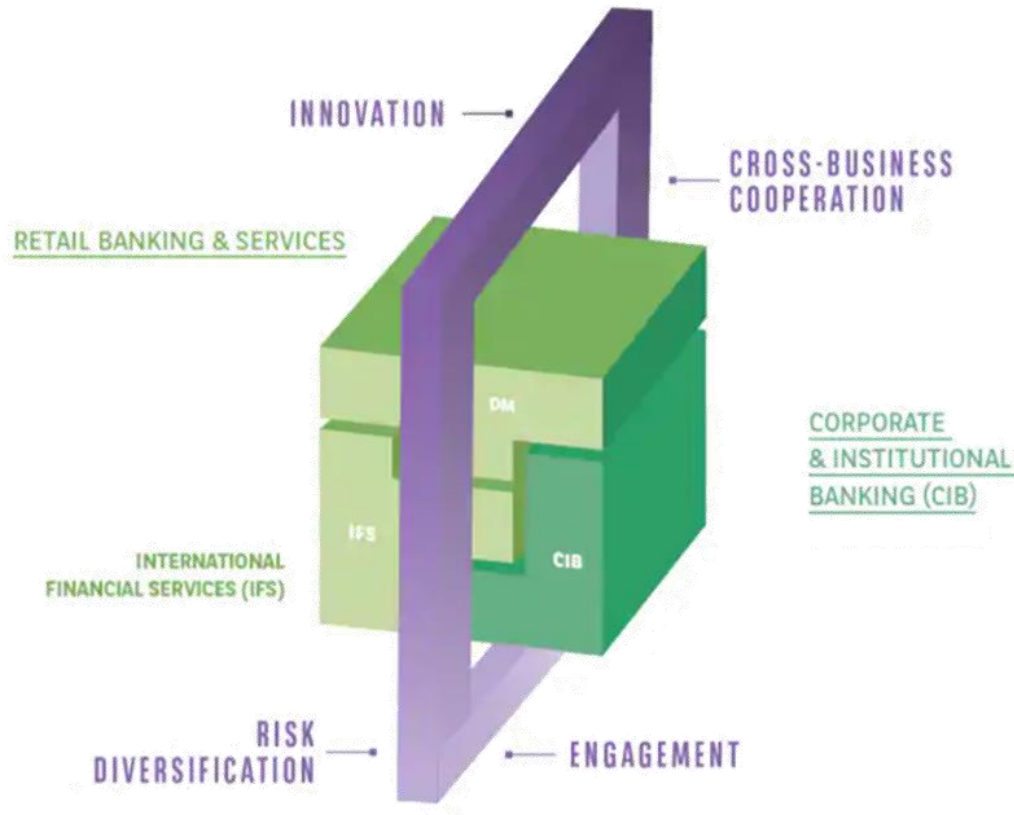 INNOVATION
CROSS-BUSINESS
COOPERATION
RETAIL BANKING & SERVICES
DM
CORPORATE
& INSTITUTIONAL
BANKING (CIB)
IFS
CIB
INTERNATIONAL
FINANCIAL SERVICES (IFS)
RISK
DIVERSIFICATION
ENGAGEMENT